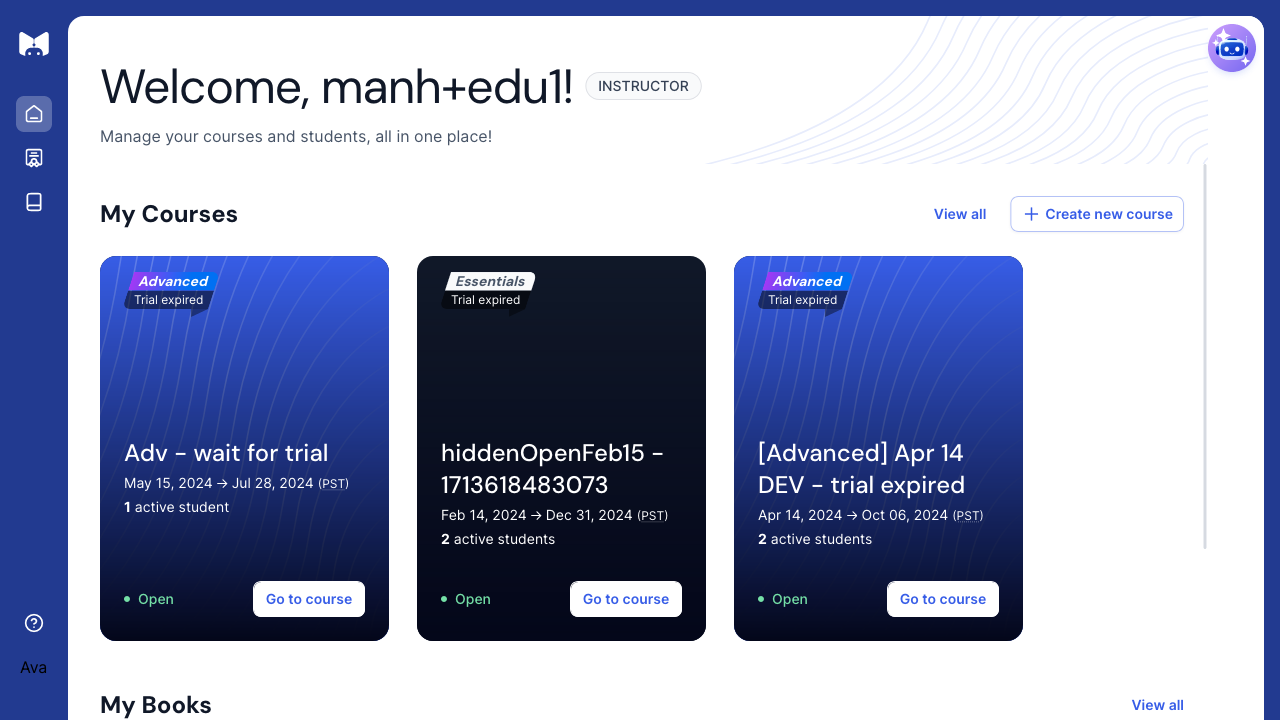 Welcome, manh+edu1!
INSTRUCTOR
Manage your courses and students, all in one place!
My Courses
View all
Create new course
Advanced
Trial expired
Adv - wait for trial
May 15, 2024 → Jul 28, 2024 (PST)
1 active student
Open
Go to course
Essentials
Trial expired
hiddenOpenFeb15 -
1713618483073
Feb 14, 2024 → Dec 31, 2024 (PST)
2 active students
Open
Go to course
Advanced
Trial expired
[Advanced] Apr 14
DEV - trial expired
Apr 14, 2024 → Oct 06, 2024 (PST)
2 active students
Open
Go to course
Ava
My Books
View all